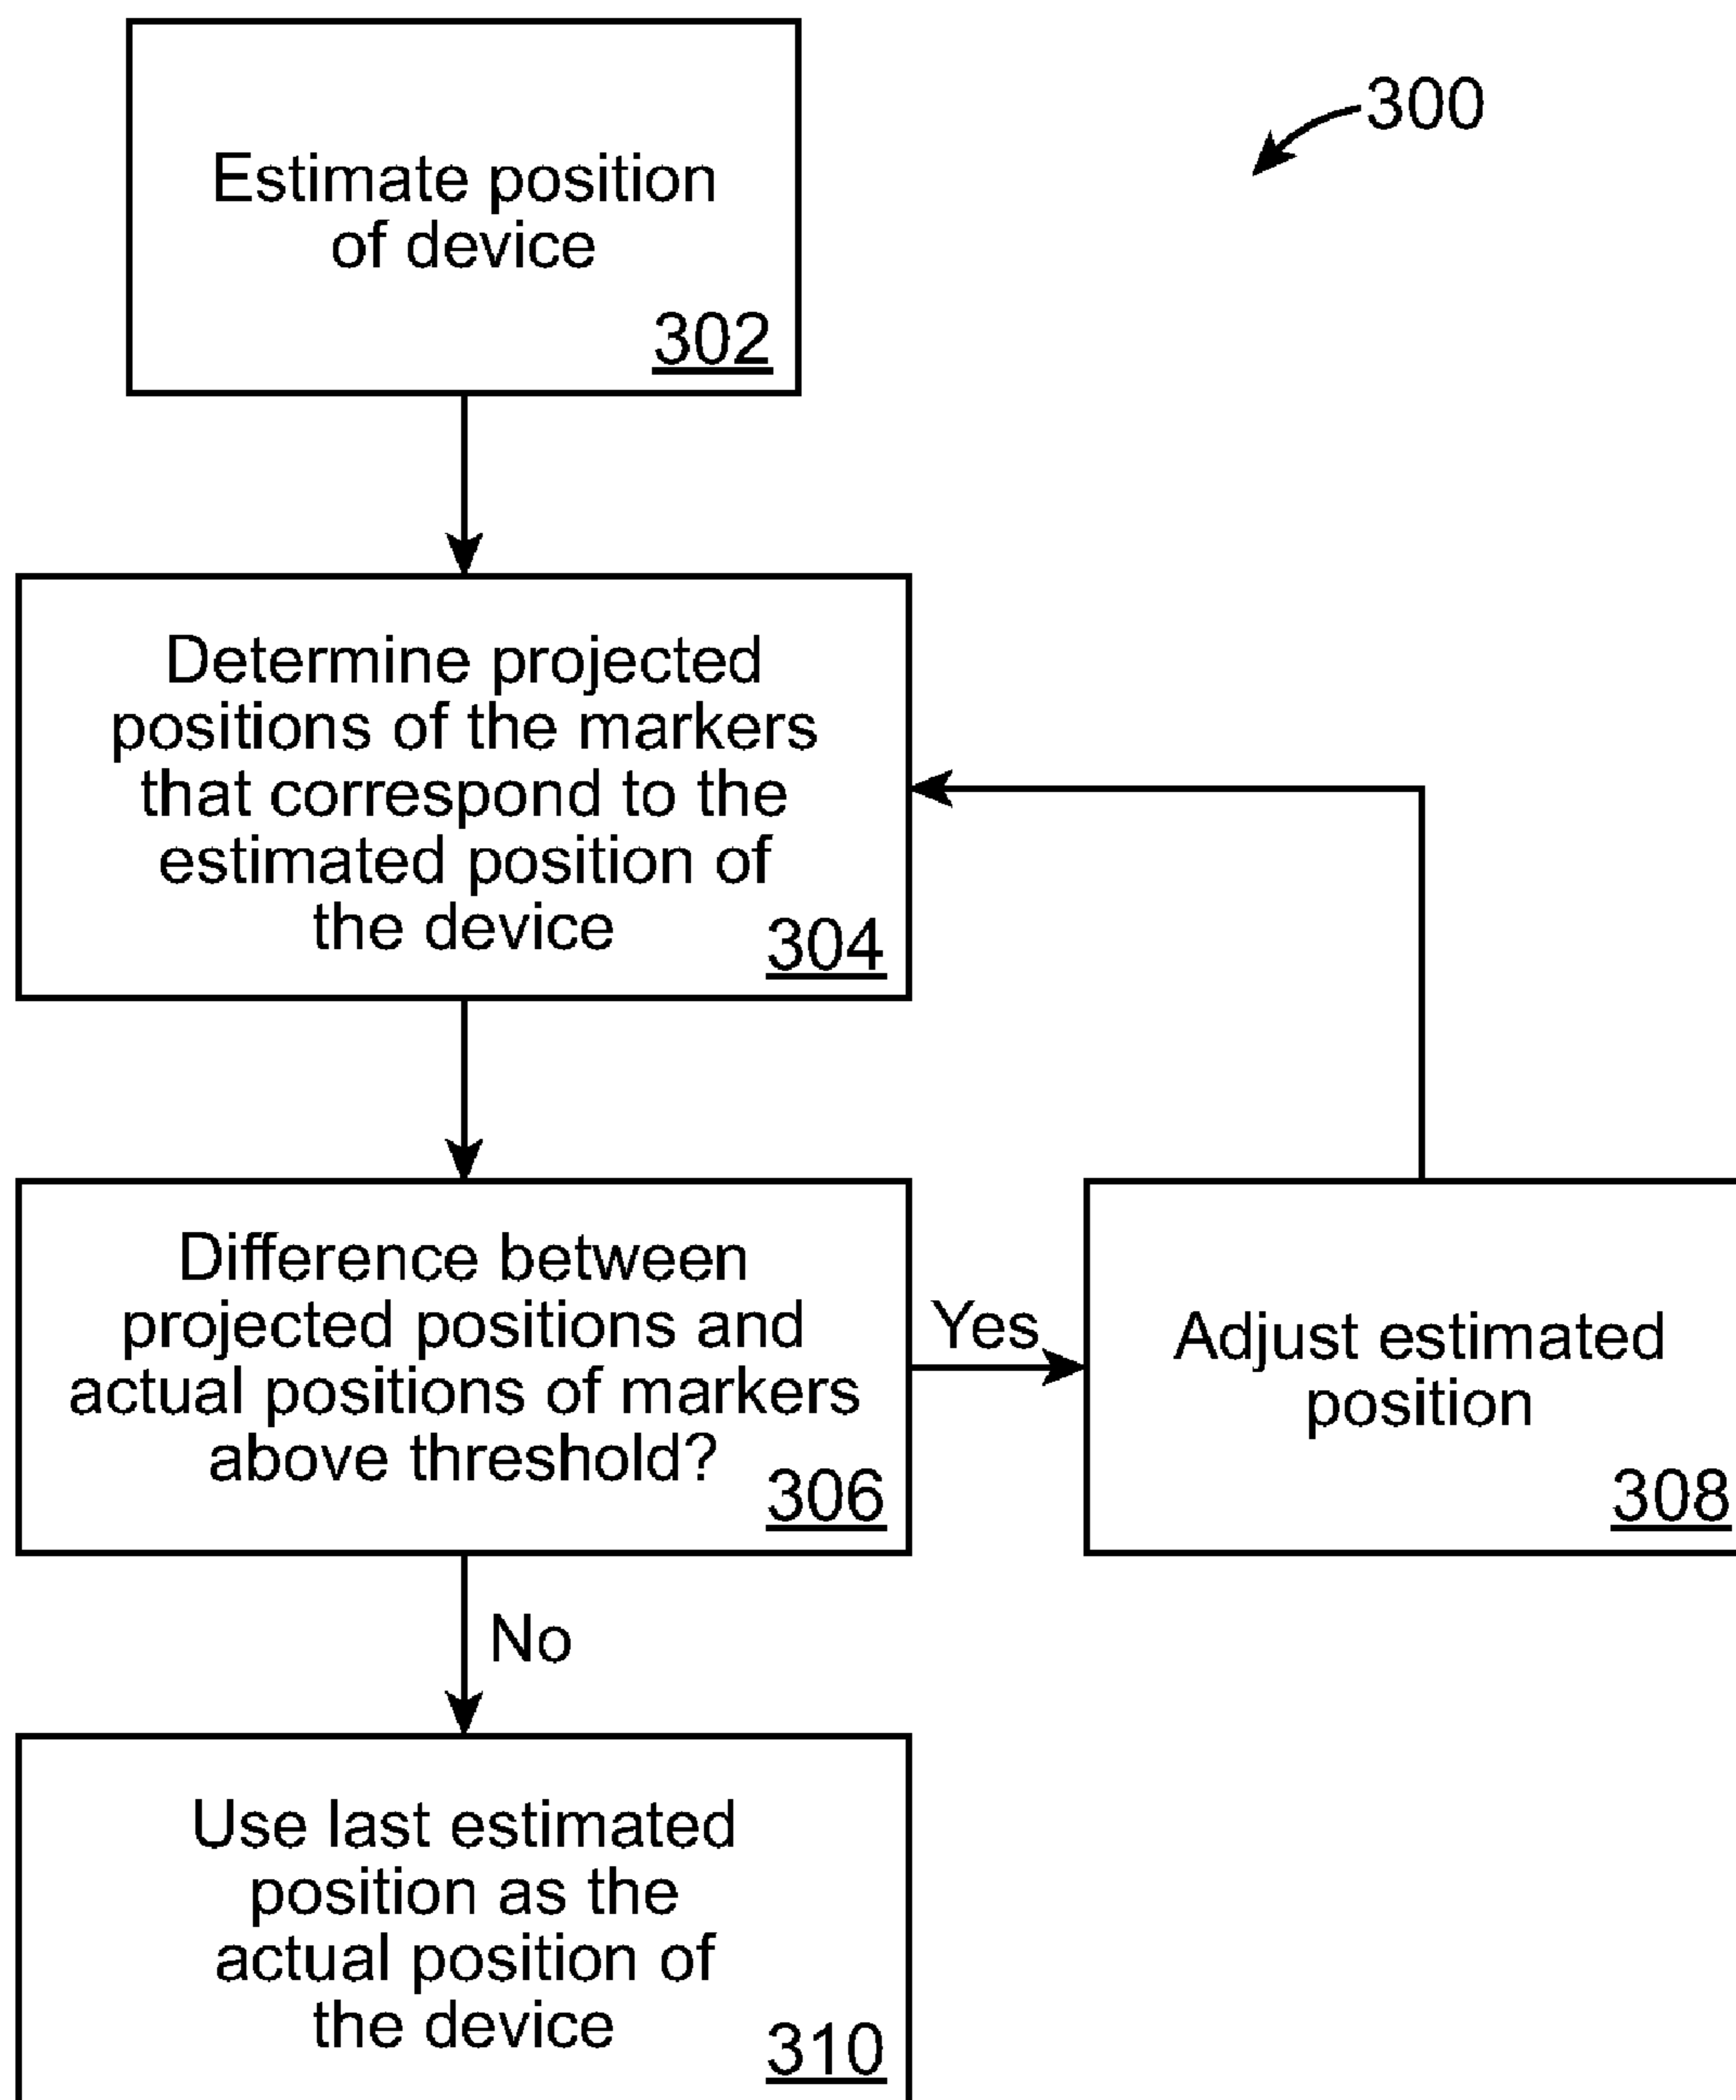 300
Estimate position
of device
302
Determine projected
positions of the markers
that correspond to the
estimated position of
the device
304
Difference between
projected positions and
actual positions of markers
above threshold?
306
Yes
Adjust estimated
position
308
No
Use last estimated
position as the
actual position of
the device
310